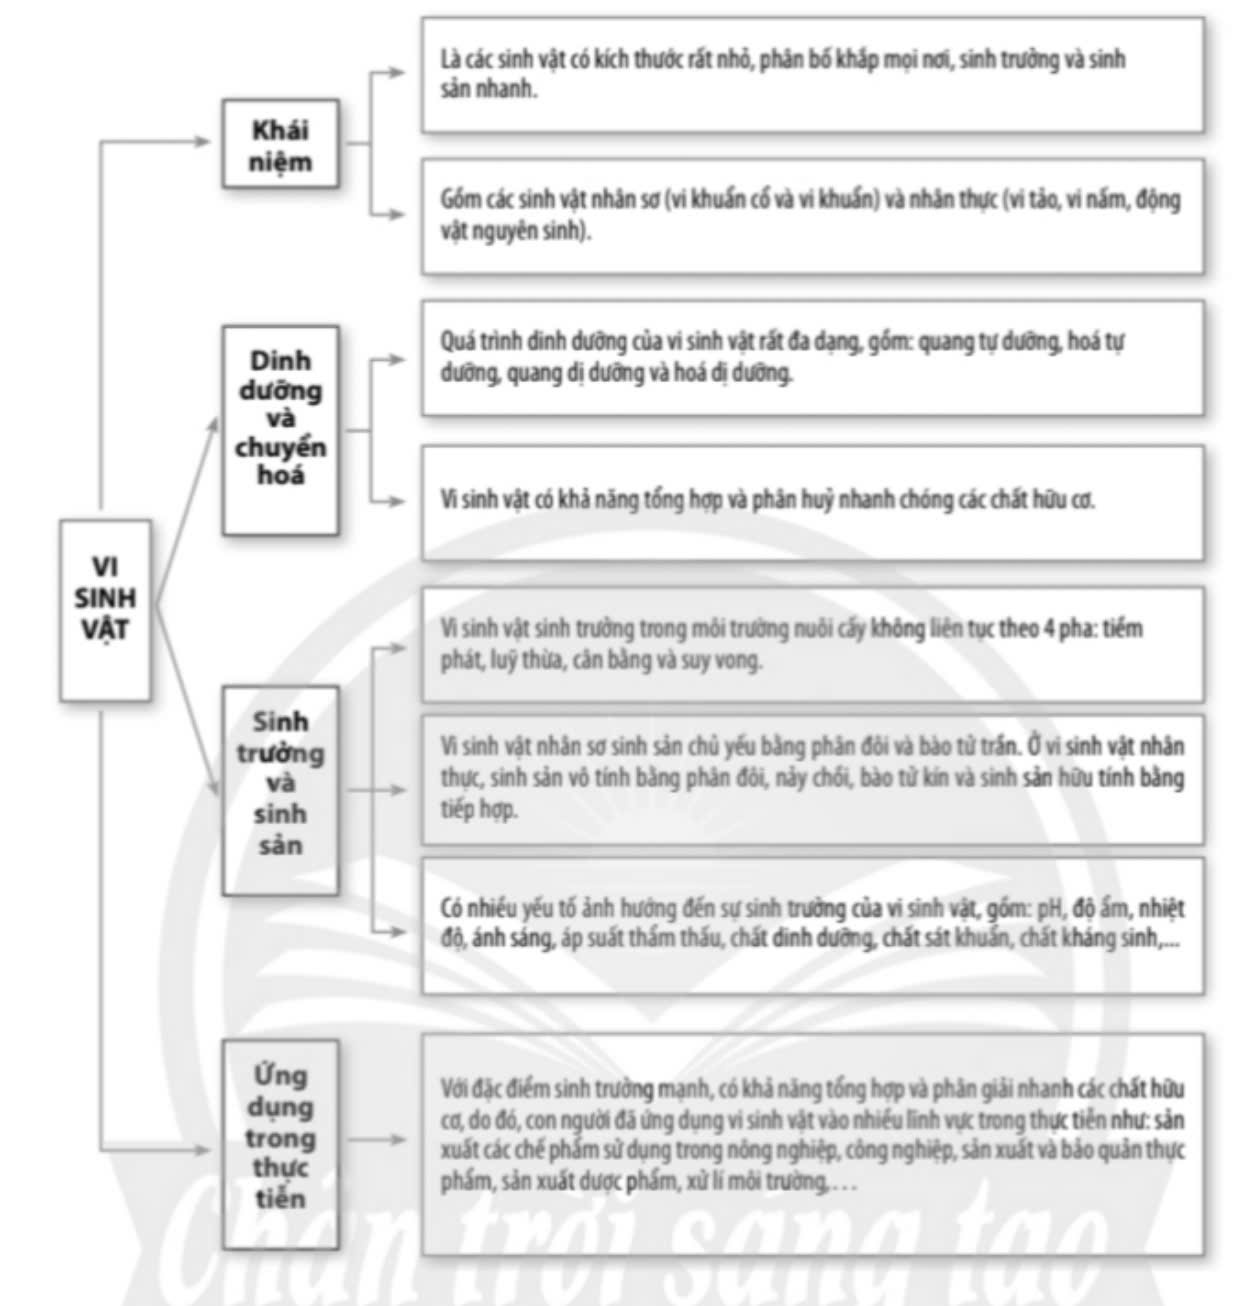 Là các sinh vật có kích thước rất nhỏ, phân bố khắp mọi nơi, sinh trưởng và sinh
sản nhanh.
Khái
niệm
Gồm các sinh vật nhân sơ (vi khuẩn cổ và vi khuẩn) và nhân thực (vi tảo, vi nấm, động
vật nguyên sinh).
Quá trình dinh dưỡng của vi sinh vật rất đa dạng, gồm: quang tự dưỡng, hoá tự
dưỡng, quang dị dưỡng và hoá dị dưỡng.
Dinh
dưỡng
và
chuyển
hoá
Vi sinh vật có khả năng tổng hợp và phân huỷ nhanh chóng các chất hữu cơ.
VI
SINH
VẬT
Vi sinh vật sinh trưởng trong môi trường nuôi cấy không liên tục theo 4 pha: tiềm
phát, luỹ thừa, cân bằng và suy vong.
Sinh
trưởng
và
sinh
sản
Vi sinh vật nhân sơ sinh sản chủ yếu bằng phân đôi và bào tử trần. Ở vi sinh vật nhân
thực, sinh sản vô tính bằng phân đôi, nảy chồi, bào tử kín và sinh sản hữu tính bằng
tiếp hợp.
Có nhiều yếu tố ảnh hưởng đến sự sinh trưởng của vi sinh vật, gồm: pH, độ ẩm, nhiệt
độ, ánh sáng, áp suất thẩm thấu, chất dinh dưỡng, chất sát khuẩn, chất kháng sinh,...
Ứng
dụng
trong
thực
tiễn
Với đặc điểm sinh trưởng mạnh, có khả năng tổng hợp và phân giải nhanh các chất hữu
cơ, do đó, con người đã ứng dụng vi sinh vật vào nhiều lĩnh vực trong thực tiễn như: sản
xuất các chế phẩm sử dụng trong nông nghiệp, công nghiệp, sản xuất và bảo quản thực
phẩm, sản xuất dược phẩm, xử lí môi trường,...
Chân trời sáng tạo